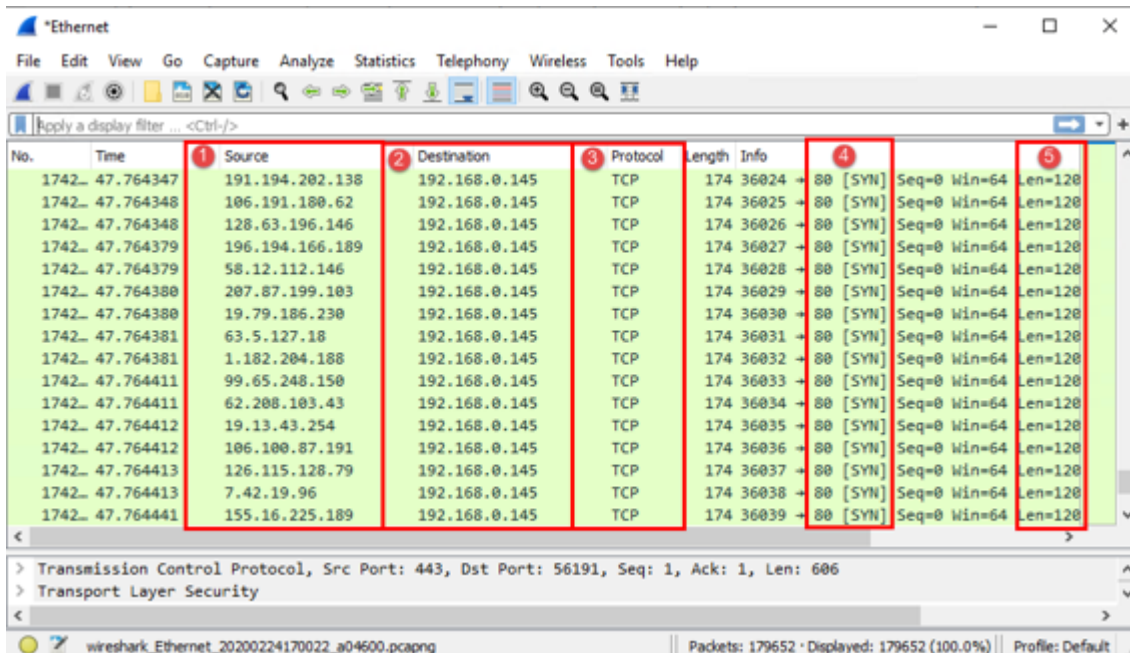 *Ethernet
File Edit View Go Capture Analyze Statistics Telephony Wireless Tools Help
Apply a display filter ... <Ctrl-/>
No. Time 1 Source 2 Destination 3 Protocol Length Info 4 5
1742… 47.764347 191.194.202.138 192.168.0.145 TCP 174 36024 → 80 [SYN] Seq=0 Win=64 Len=120
1742… 47.764348 106.191.180.62 192.168.0.145 TCP 174 36025 → 80 [SYN] Seq=0 Win=64 Len=120
1742… 47.764348 128.63.196.146 192.168.0.145 TCP 174 36026 → 80 [SYN] Seq=0 Win=64 Len=120
1742… 47.764379 196.194.166.189 192.168.0.145 TCP 174 36027 → 80 [SYN] Seq=0 Win=64 Len=120
1742… 47.764379 58.12.112.146 192.168.0.145 TCP 174 36028 → 80 [SYN] Seq=0 Win=64 Len=120
1742… 47.764380 207.87.199.103 192.168.0.145 TCP 174 36029 → 80 [SYN] Seq=0 Win=64 Len=120
1742… 47.764380 19.79.186.230 192.168.0.145 TCP 174 36030 → 80 [SYN] Seq=0 Win=64 Len=120
1742… 47.764381 63.5.127.18 192.168.0.145 TCP 174 36031 → 80 [SYN] Seq=0 Win=64 Len=120
1742… 47.764381 1.182.204.188 192.168.0.145 TCP 174 36032 → 80 [SYN] Seq=0 Win=64 Len=120
1742… 47.764411 99.65.248.150 192.168.0.145 TCP 174 36033 → 80 [SYN] Seq=0 Win=64 Len=120
1742… 47.764411 62.208.103.43 192.168.0.145 TCP 174 36034 → 80 [SYN] Seq=0 Win=64 Len=120
1742… 47.764412 19.13.43.254 192.168.0.145 TCP 174 36035 → 80 [SYN] Seq=0 Win=64 Len=120
1742… 47.764412 106.100.87.191 192.168.0.145 TCP 174 36036 → 80 [SYN] Seq=0 Win=64 Len=120
1742… 47.764413 126.115.128.79 192.168.0.145 TCP 174 36037 → 80 [SYN] Seq=0 Win=64 Len=120
1742… 47.764413 7.42.19.96 192.168.0.145 TCP 174 36038 → 80 [SYN] Seq=0 Win=64 Len=120
1742… 47.764441 155.16.225.189 192.168.0.145 TCP 174 36039 → 80 [SYN] Seq=0 Win=64 Len=120
> Transmission Control Protocol, Src Port: 443, Dst Port: 56191, Seq: 1, Ack: 1, Len: 606
> Transport Layer Security
wireshark_Ethernet_20200224170022_a04600.pcapng Packets: 179652 · Displayed: 179652 (100.0%) Profile: Default